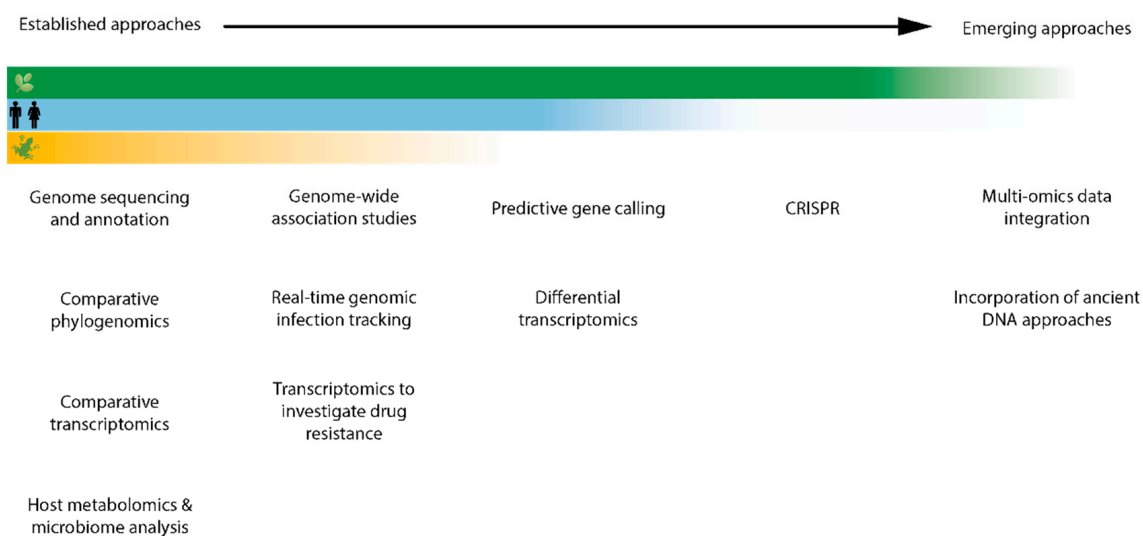 Established approaches
Emerging approaches
Genome sequencing
and annotation
Genome-wide
association studies
Predictive gene calling
CRISPR
Multi-omics data
integration
Comparative
phylogenomics
Real-time genomic
infection tracking
Differential
transcriptomics
Incorporation of ancient
DNA approaches
Comparative
transcriptomics
Transcriptomics to
investigate drug
resistance
Host metabolomics &
microbiome analysis